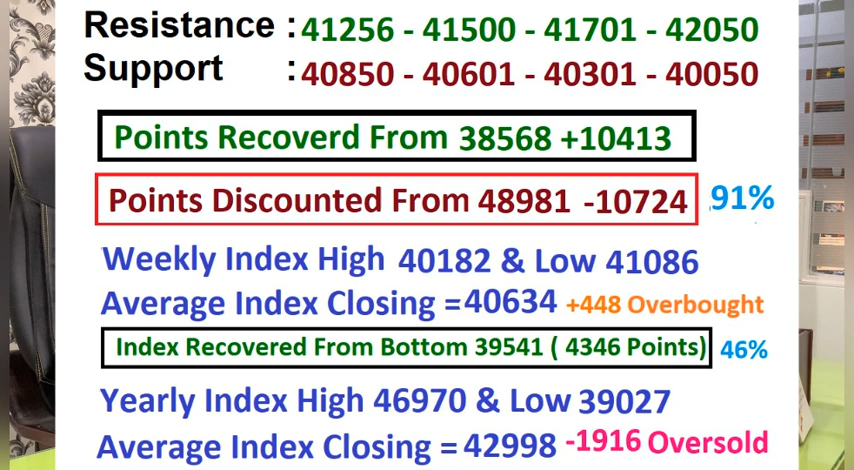 Resistance : 41256 - 41500 - 41701 - 42050
Support : 40850 - 40601 - 40301 - 40050
Points Recoverd From 38568 +10413
Points Discounted From 48981 -10724 91%
Weekly Index High 40182 & Low 41086
Average Index Closing = 40634 +448 Overbought
Index Recovered From Bottom 39541 ( 4346 Points) 46%
Yearly Index High 46970 & Low 39027
Average Index Closing = 42998 -1916 Oversold